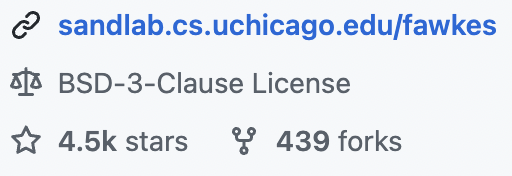 sandlab.cs.uchicago.edu/fawkes
BSD-3-Clause License
4.5k stars 439 forks